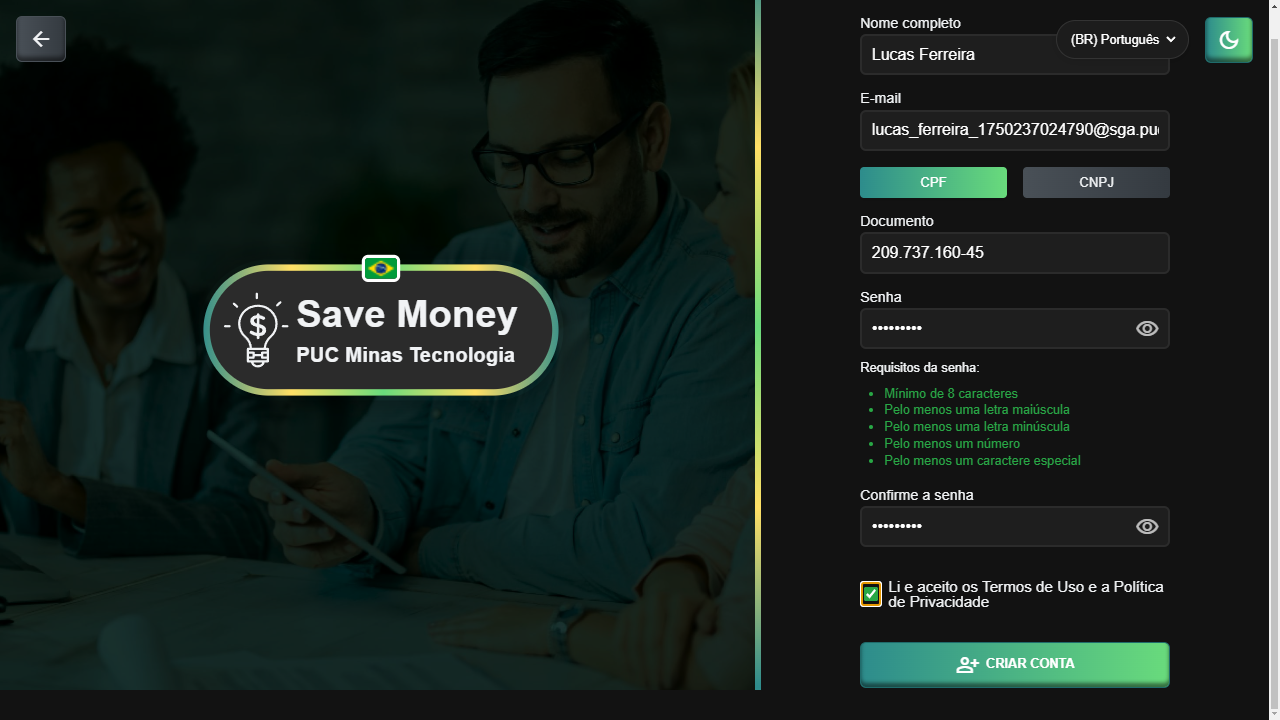 Save Money
PUC Minas Tecnologia
(BR) Português
Nome completo
Lucas Ferreira
E-mail
lucas_ferreira_1750237024790@sga.pu
CPF
CNPJ
Documento
209.737.160-45
Senha
•••••••••
Requisitos da senha:
• Mínimo de 8 caracteres
• Pelo menos uma letra maiúscula
• Pelo menos uma letra minúscula
• Pelo menos um número
• Pelo menos um caractere especial
Confirme a senha
•••••••••
Li e aceito os Termos de Uso e a Política
de Privacidade
CRIAR CONTA